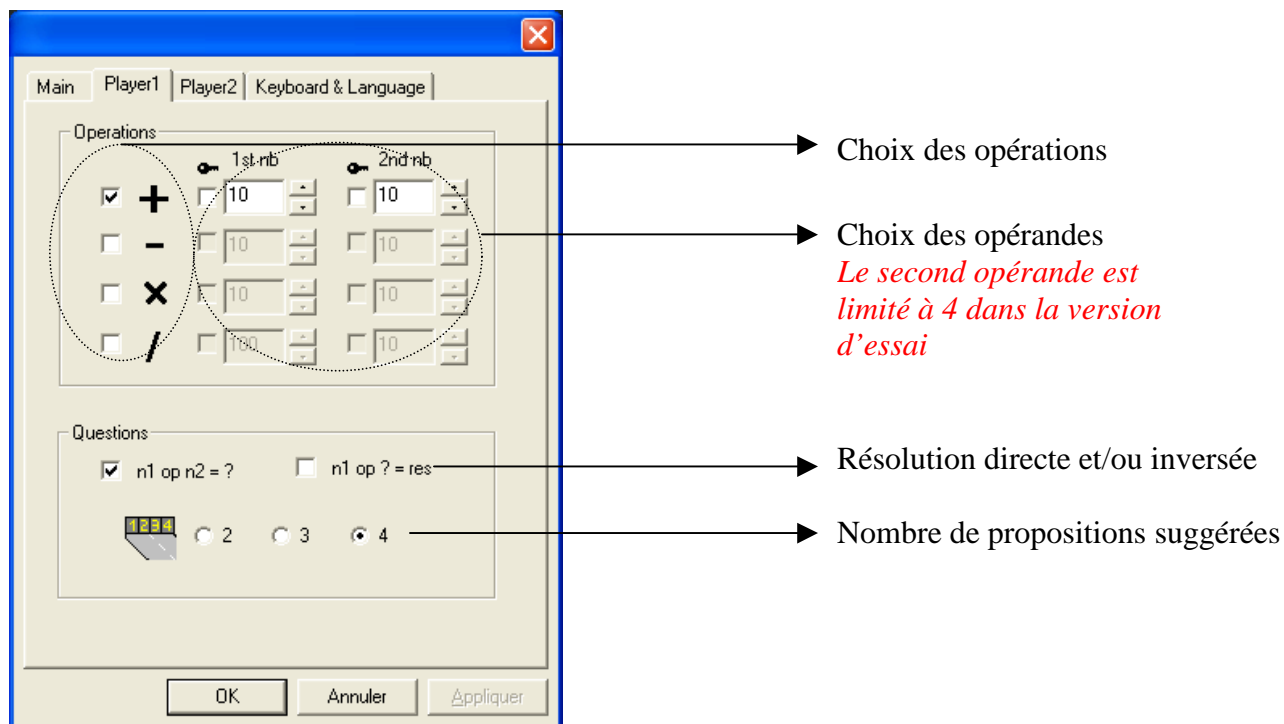 Main Player1 Player2 Keyboard & Language
Operations
1st nb 2nd nb
+ 10 10
- 10 10
× 10 10
/ 100 10
Questions
n1 op n2 = ? n1 op ? = res
1234 2 3 4
OK Annuler Appliquer
Choix des opérations
Choix des opérandes
Le second opérande est
limité à 4 dans la version
d’essai
Résolution directe et/ou inversée
Nombre de propositions suggérées